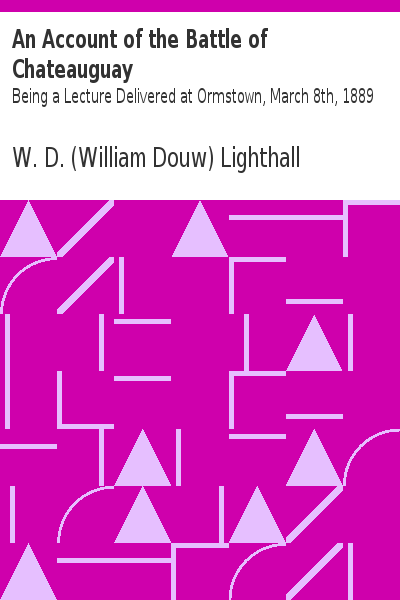 An Account of the Battle of
Chateauguay
Being a Lecture Delivered at Ormstown, March 8th, 1889
W. D. (William Douw) Lighthall